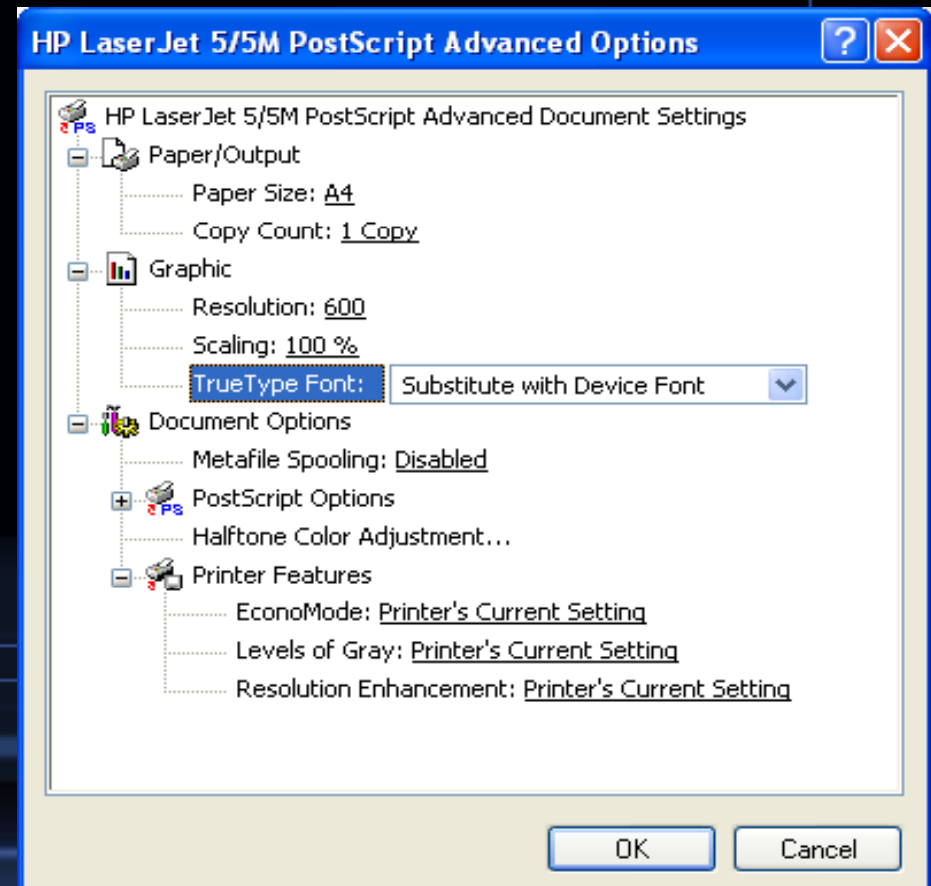 HP LaserJet 5/5M PostScript Advanced Options
HP LaserJet 5/5M PostScript Advanced Document Settings
Paper/Output
Paper Size: A4
Copy Count: 1 Copy
Graphic
Resolution: 600
Scaling: 100 %
TrueType Font: Substitute with Device Font
Document Options
Metafile Spooling: Disabled
PS PostScript Options
Halftone Color Adjustment...
Printer Features
EconoMode: Printer's Current Setting
Levels of Gray: Printer's Current Setting
Resolution Enhancement: Printer's Current Setting
OK Cancel